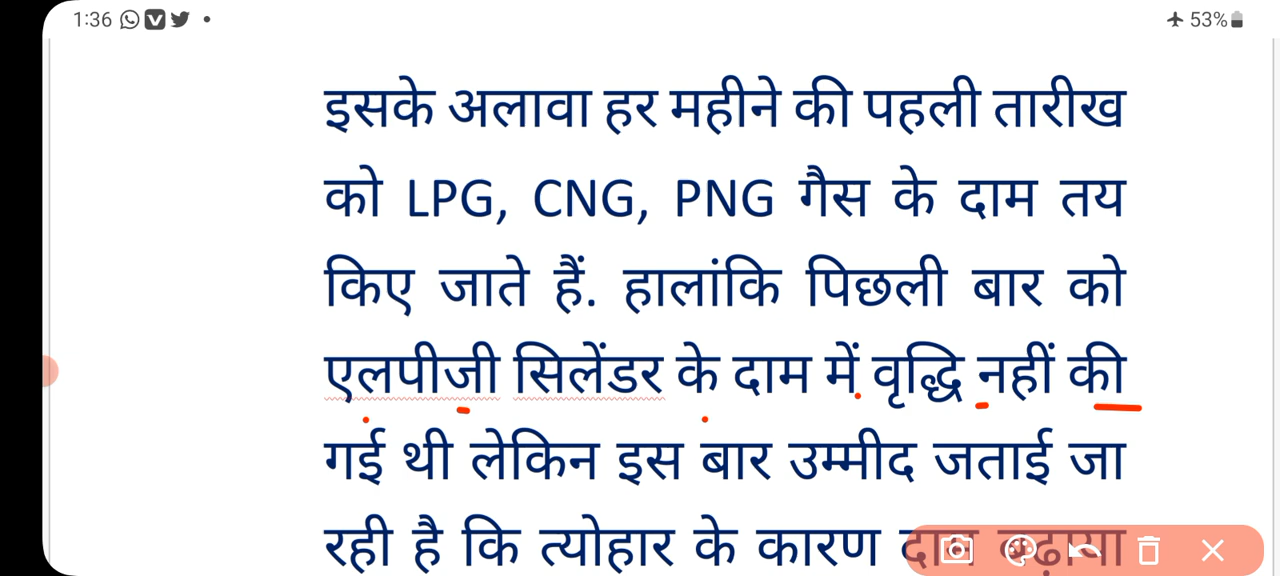 1:36
53%
इसके अलावा हर महीने की पहली तारीख
को LPG, CNG, PNG गैस के दाम तय
किए जाते हैं. हालांकि पिछली बार को
एलपीजी सिलेंडर के दाम में वृद्धि नहीं की
गई थी लेकिन इस बार उम्मीद जताई जा
रही है कि त्योहार के कारण दाम बढ़ाया